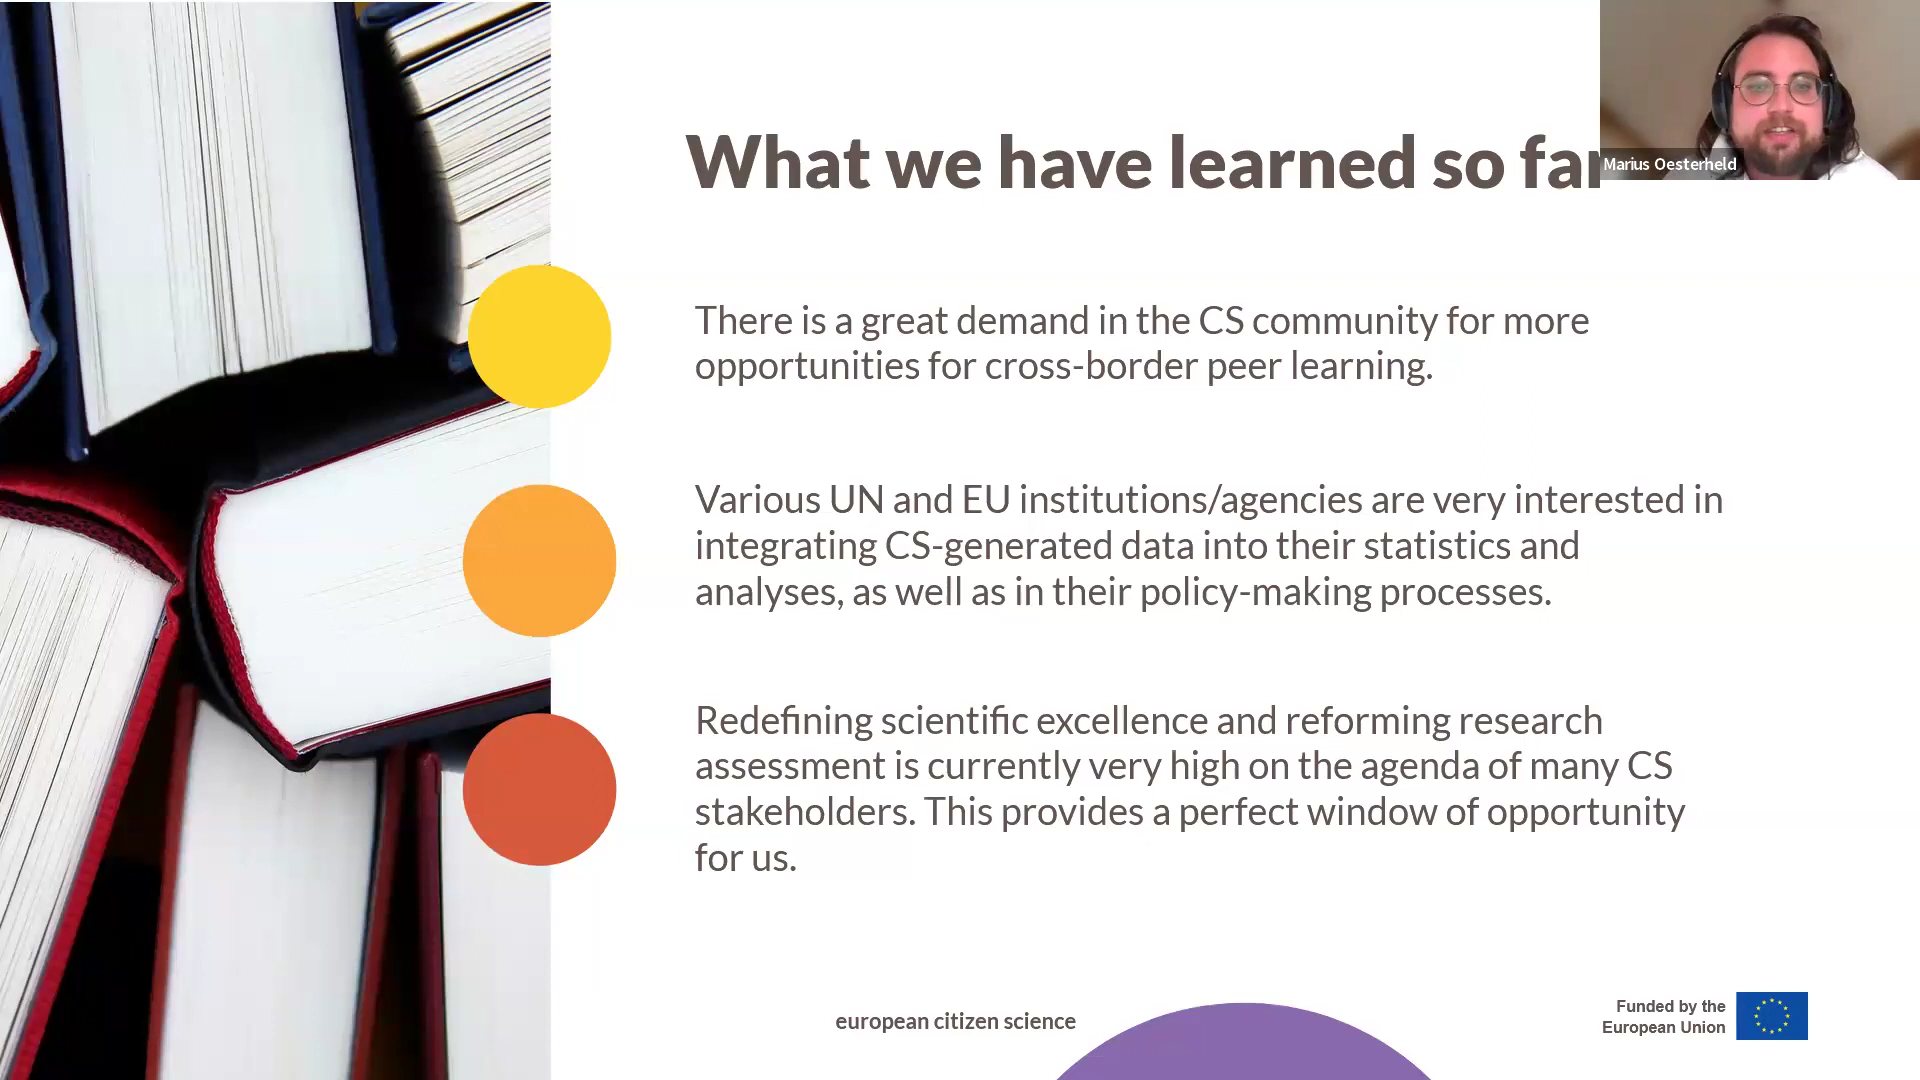 What we have learned so far
Marius Oesterheld
There is a great demand in the CS community for more
opportunities for cross-border peer learning.
Various UN and EU institutions/agencies are very interested in
integrating CS-generated data into their statistics and
analyses, as well as in their policy-making processes.
Redefining scientific excellence and reforming research
assessment is currently very high on the agenda of many CS
stakeholders. This provides a perfect window of opportunity
for us.
european citizen science
Funded by the
European Union